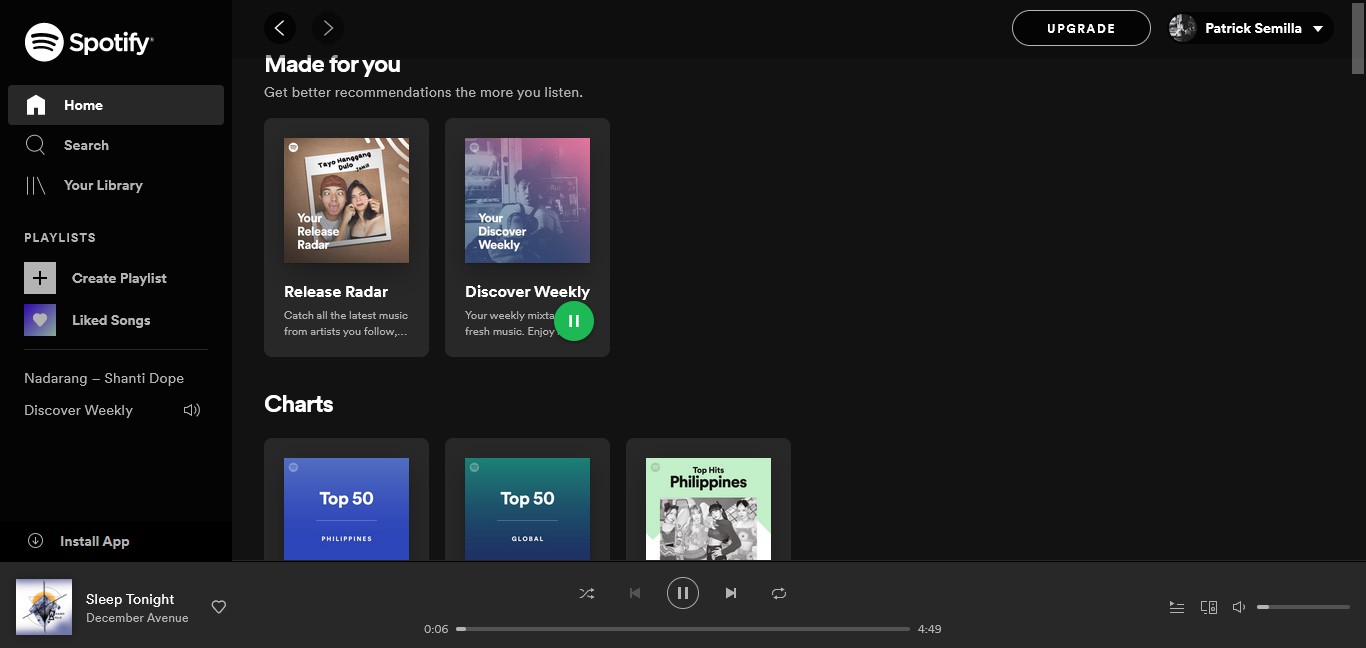 Spotify
UPGRADE
Patrick Semilla
Home
Search
Your Library
PLAYLISTS
Create Playlist
Liked Songs
Nadarang – Shanti Dope
Discover Weekly
Install App
Made for you
Get better recommendations the more you listen.
Tayo Hanggang
Dulo
Your
Release
Radar
Release Radar
Catch all the latest music
from artists you follow,...
Your
Discover
Weekly
Discover Weekly
Your weekly mixta
fresh music. Enjoy
Charts
Top 50
PHILIPPINES
Top 50
GLOBAL
Top Hits
Philippines
Sleep Tonight
December Avenue
0:06
4:49